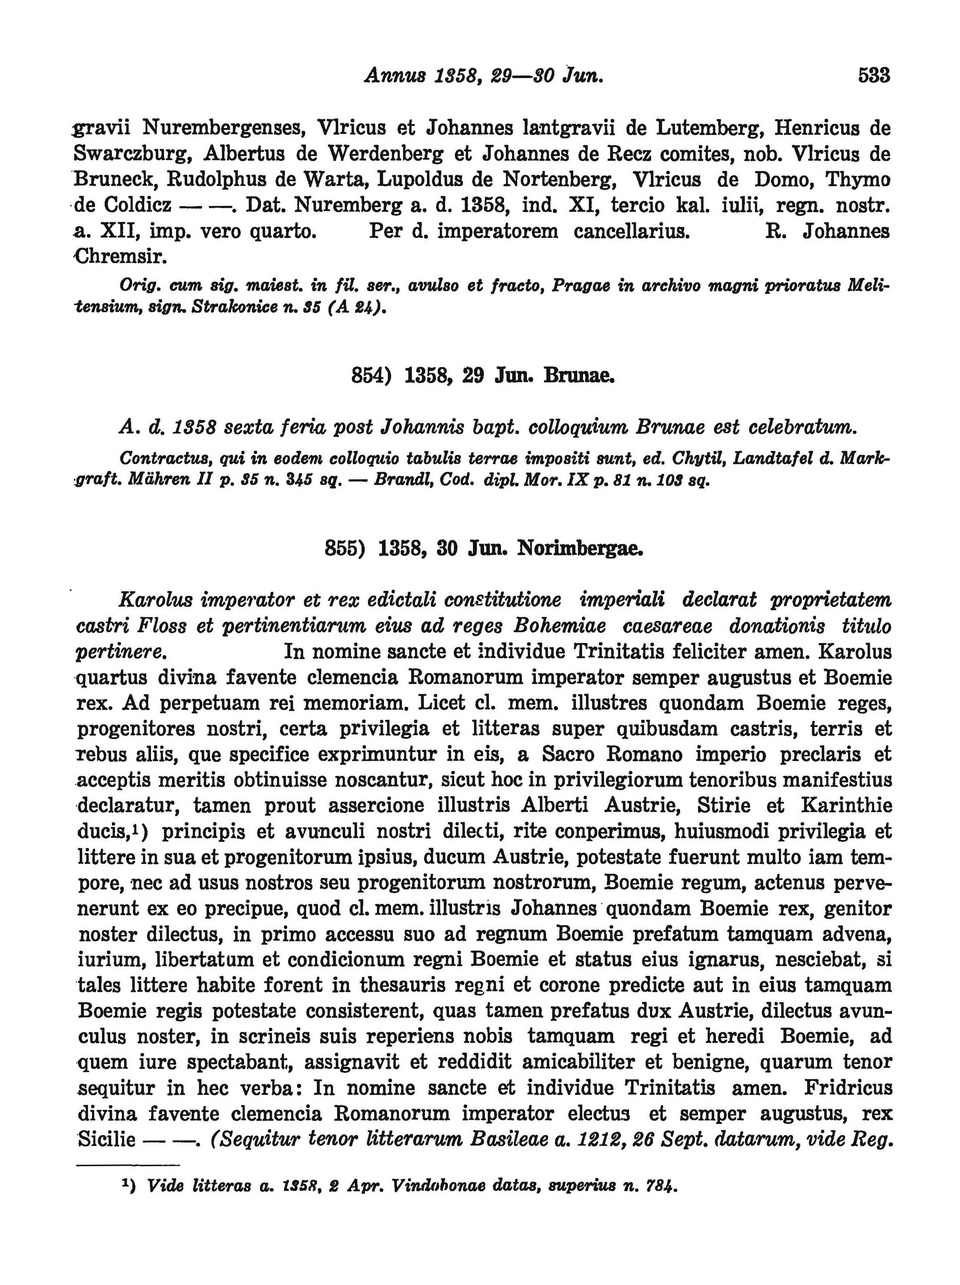 Annus 1358, 29—30 Jun. 533
gravii Nurembergenses, Vlricus et Johannes lantgravii de Lutemberg, Henricus de
Swarczburg, Albertus de Werdenberg et Johannes de Recz comites, nob. Vlricus de
Bruneck, Rudolphus de Warta, Lupoldus de Nortenberg, Vlricus de Domo, Thymo
de Coldicz — —. Dat. Nuremberg a. d. 1358, ind. XI, tercio kal. iulii, regn. nostr.
a. XII, imp. vero quarto. Per d. imperatorem cancellarius. R. Johannes
Chremsir.
Orig. cum sig. maiest. in fil. ser., avulso et fracto, Pragae in archivo magni prioratus Meli-
tensium, sign. Strakonice n. 35 (A 24).
854) 1358, 29 Jun. Brunae.
A. d. 1358 sexta feria post Johannis bapt. colloquium Brunae est celebratum.
Contractus, qui in eodem colloquio tabulis terrae impositi sunt, ed. Chytil, Landtafel d. Mark-
graft. Mähren II p. 35 n. 345 sq. — Brandl, Cod. dipl. Mor. IX p. 81 n. 103 sq.
855) 1358, 30 Jun. Norimbergae.
Karolus imperator et rex edictali constitutione imperiali declarat proprietatem
castri Floss et pertinentiarum eius ad reges Bohemiae caesareae donationis titulo
pertinere. In nomine sancte et individue Trinitatis feliciter amen. Karolus
quartus divina favente clemencia Romanorum imperator semper augustus et Boemie
rex. Ad perpetuam rei memoriam. Licet cl. mem. illustres quondam Boemie reges,
progenitores nostri, certa privilegia et litteras super quibusdam castris, terris et
rebus aliis, que specifice exprimuntur in eis, a Sacro Romano imperio preclaris et
acceptis meritis obtinuisse noscantur, sicut hoc in privilegiorum tenoribus manifestius
declaratur, tamen prout assercione illustris Alberti Austrie, Stirie et Karinthie
ducis,¹) principis et avunculi nostri dilecti, rite conperimus, huiusmodi privilegia et
littere in sua et progenitorum ipsius, ducum Austrie, potestate fuerunt multo iam tem-
pore, nec ad usus nostros seu progenitorum nostrorum, Boemie regum, actenus perve-
nerunt ex eo precipue, quod cl. mem. illustris Johannes quondam Boemie rex, genitor
noster dilectus, in primo accessu suo ad regnum Boemie prefatum tamquam advena,
iurium, libertatum et condicionum regni Boemie et status eius ignarus, nesciebat, si
tales littere habite forent in thesauris regni et corone predicte aut in eius tamquam
Boemie regis potestate consisterent, quas tamen prefatus dux Austrie, dilectus avun-
culus noster, in scrineis suis reperiens nobis tamquam regi et heredi Boemie, ad
quem iure spectabant, assignavit et reddidit amicabiliter et benigne, quarum tenor
sequitur in hec verba: In nomine sancte et individue Trinitatis amen. Fridricus
divina favente clemencia Romanorum imperator electus et semper augustus, rex
Sicilie — —. (Sequitur tenor litterarum Basileae a. 1212, 26 Sept. datarum, vide Reg.
¹) Vide litteras a. 1358, 2 Apr. Vindobonae datas, superius n. 784.